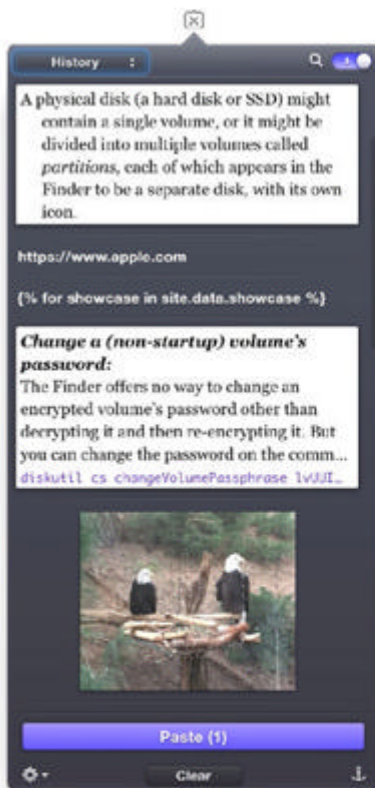 History
A physical disk (a hard disk or SSD) might
contain a single volume, or it might be
divided into multiple volumes called
partitions, each of which appears in the
Finder to be a separate disk, with its own
icon.
https://www.apple.com
{% for showcase in site.data.showcase %}
Change a (non-startup) volume's
password:
The Finder offers no way to change an
encrypted volume's password other than
decrypting it and then re-encrypting it. But
you can change the password on the comm...
diskutil cs changeVolumePassphrase
Paste (1)
Clear